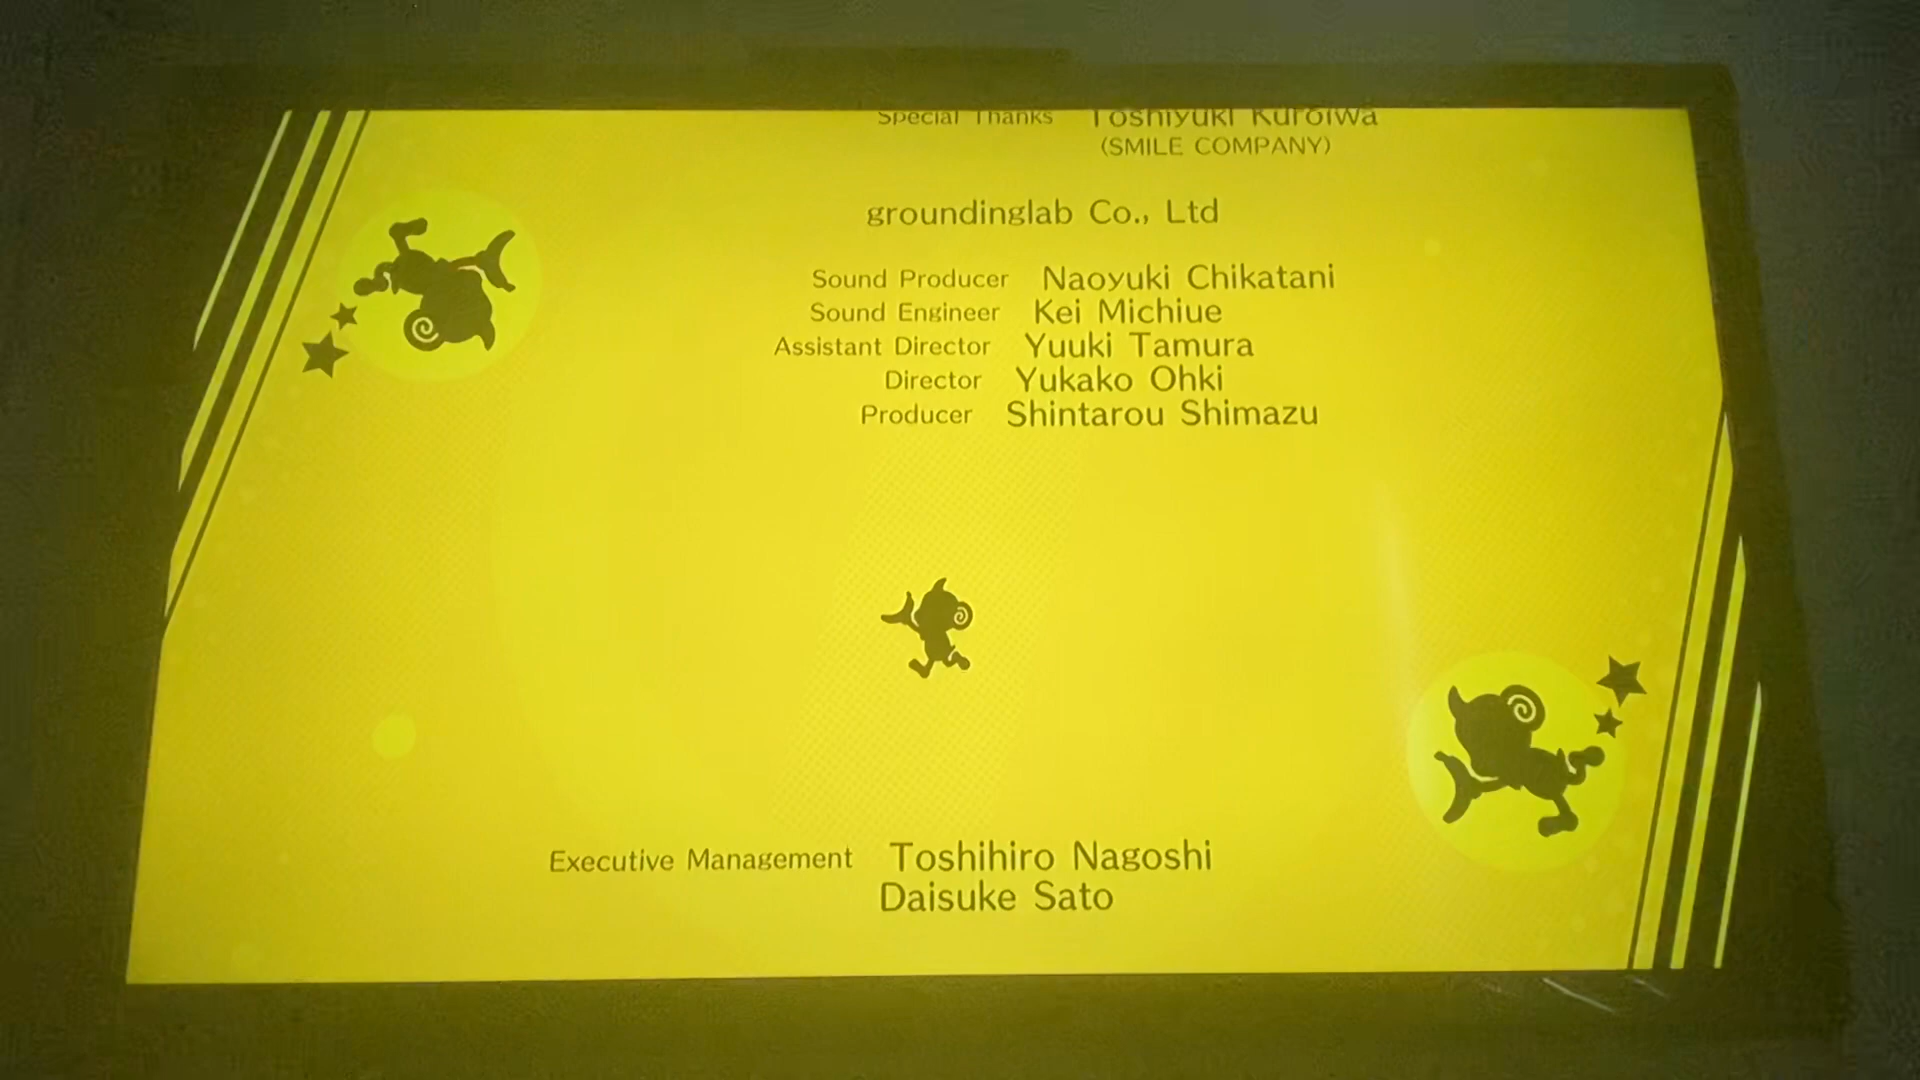 Special Thanks Toshiyuki Kuroiwa
(SMILE COMPANY)
groundinglab Co., Ltd
Sound Producer Naoyuki Chikatani
Sound Engineer Kei Michiue
Assistant Director Yuuki Tamura
Director Yukako Ohki
Producer Shintarou Shimazu
Executive Management Toshihiro Nagoshi
Daisuke Sato